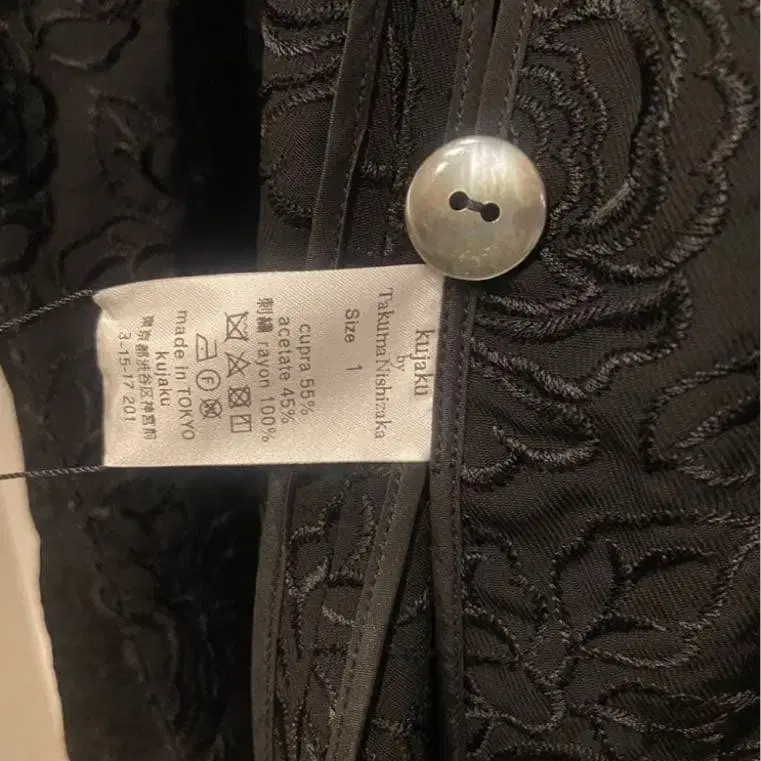 kujaku
by
TakumaNishizaka
Size 1
cupra 55%
acetate 45%
刺繍 rayon 100%
F W
made in TOKYO
kujaku
東京都渋谷区神宮前
3-15-17 201